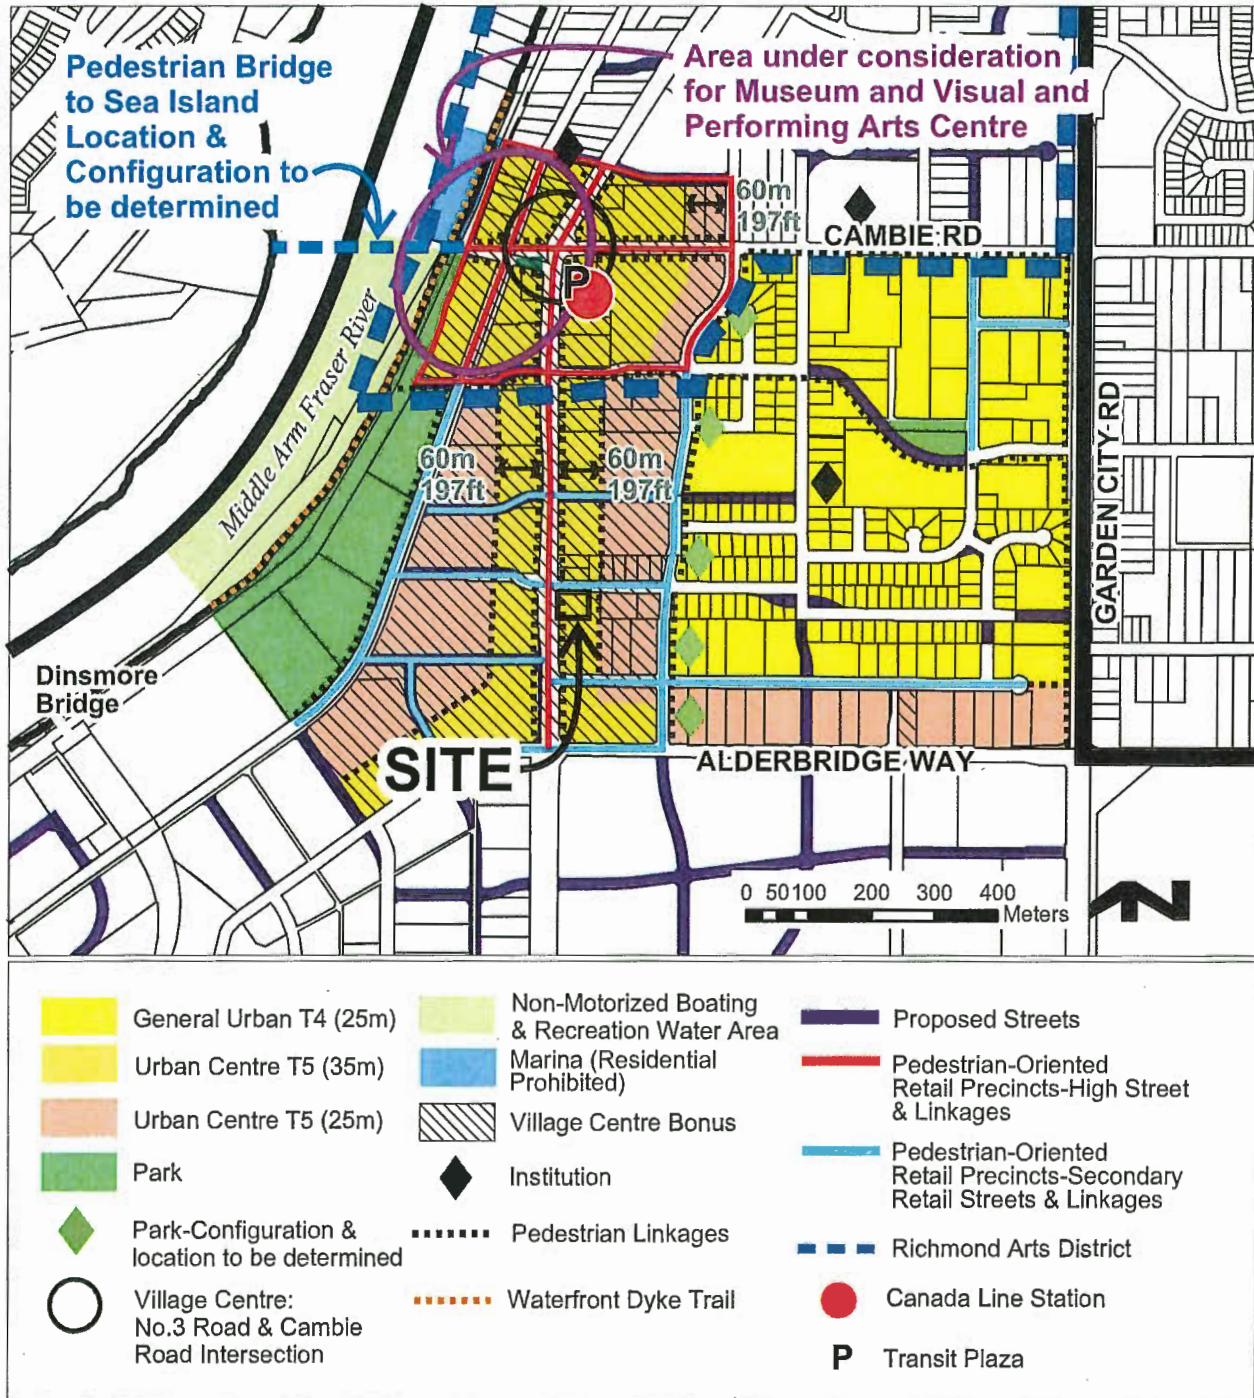 Pedestrian Bridge
to Sea Island
Location &
Configuration to
be determined
Area under consideration
for Museum and Visual and
Performing Arts Centre
60m
197ft
CAMBIE RD
P
Middle Arm Fraser River
60m
197ft
60m
197ft
GARDEN CITY RD
Dinsmore
Bridge
SITE
ALDERBRIDGE WAY
0 50 100 200 300 400
Meters
N
General Urban T4 (25m)
Urban Centre T5 (35m)
Urban Centre T5 (25m)
Park
Park-Configuration &
location to be determined
Village Centre:
No.3 Road & Cambie
Road Intersection
Non-Motorized Boating
& Recreation Water Area
Marina (Residential
Prohibited)
Village Centre Bonus
Institution
Pedestrian Linkages
Waterfront Dyke Trail
Proposed Streets
Pedestrian-Oriented
Retail Precincts-High Street
& Linkages
Pedestrian-Oriented
Retail Precincts-Secondary
Retail Streets & Linkages
Richmond Arts District
Canada Line Station
P Transit Plaza